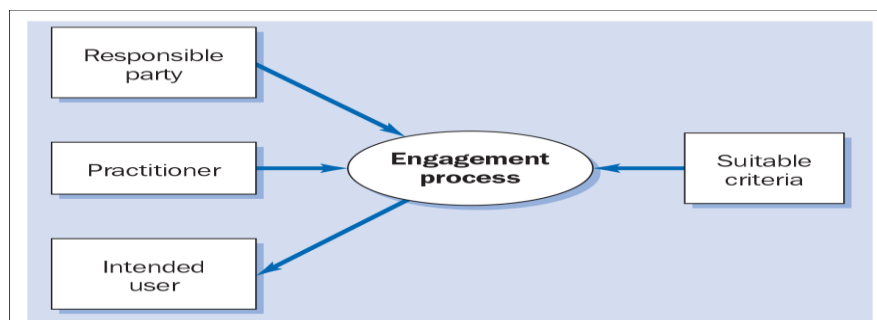 Responsible
party
Practitioner
Intended
user
Engagement
process
Suitable
criteria